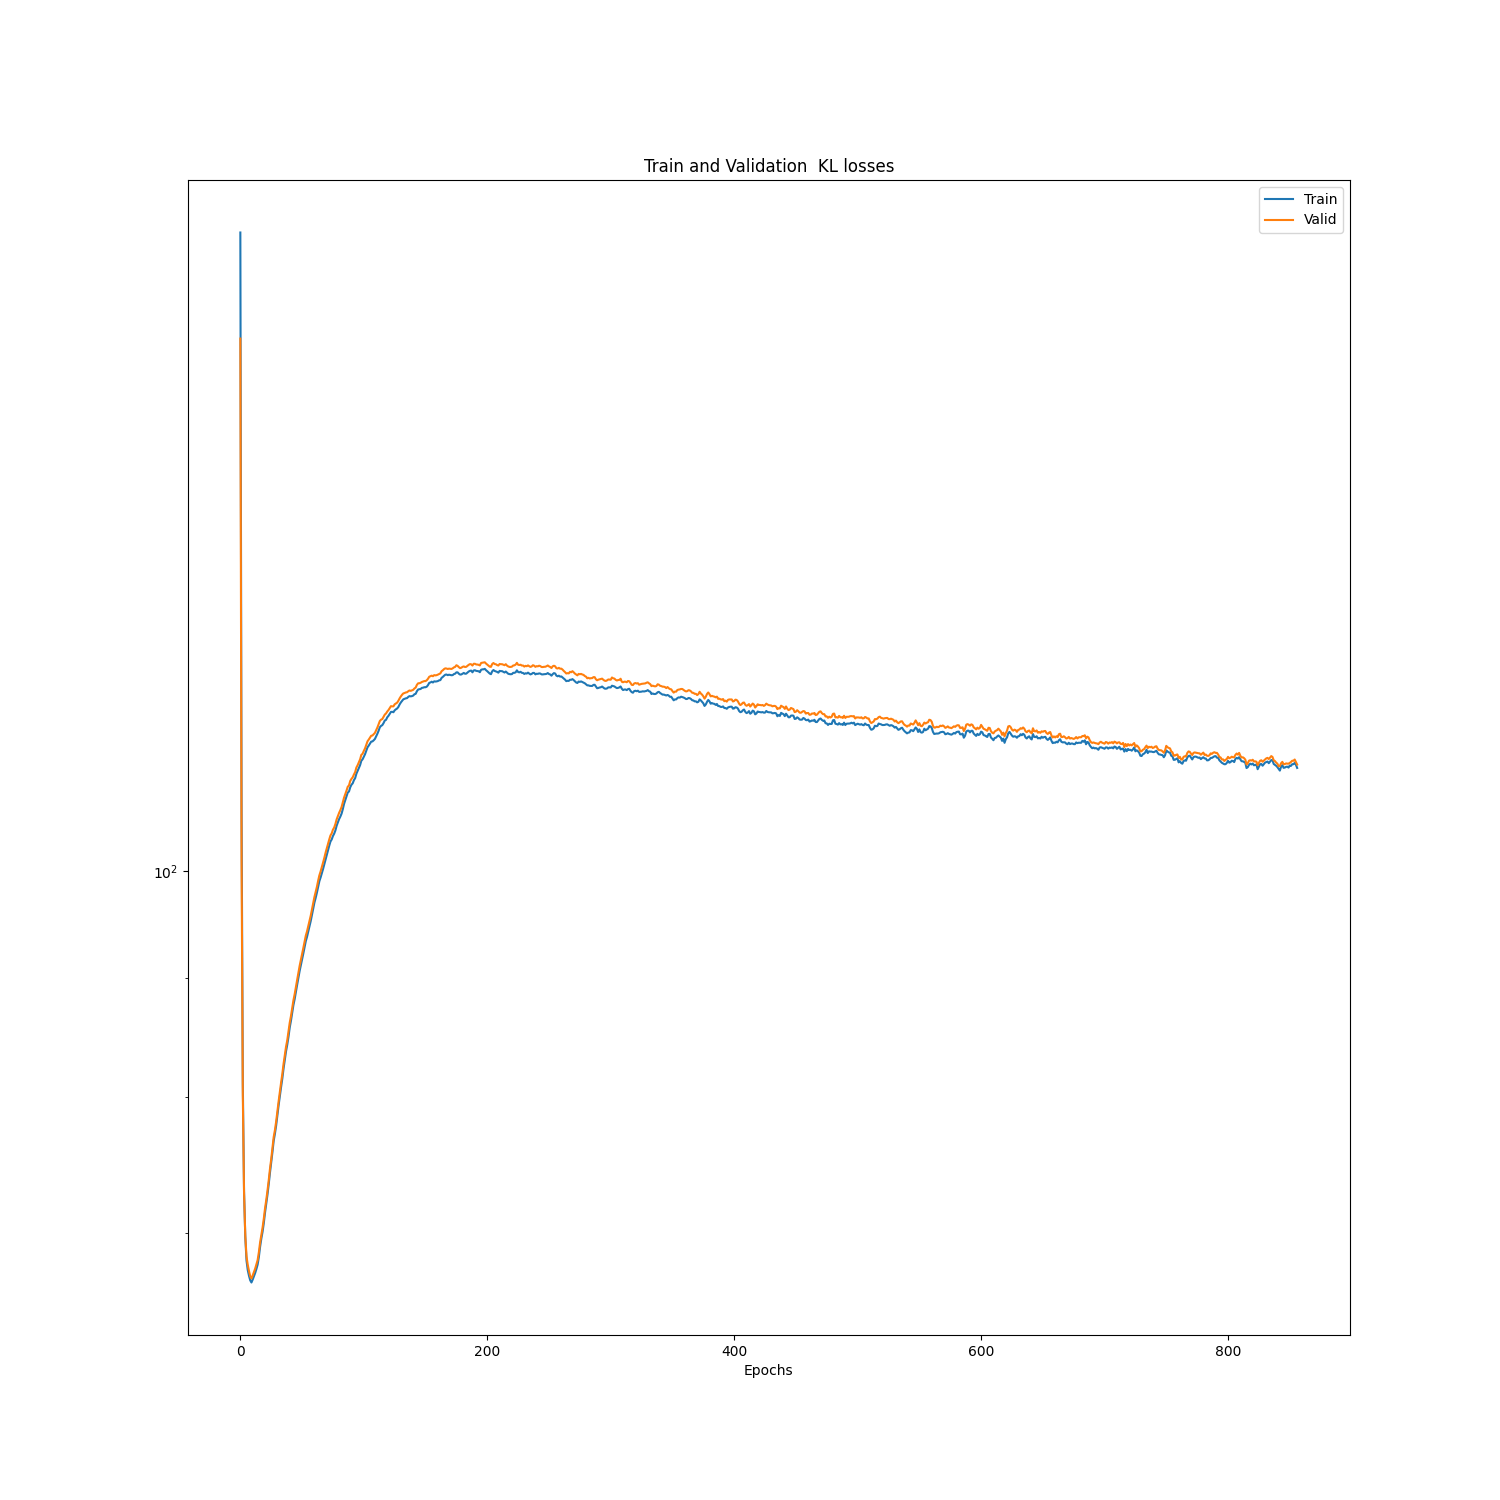 Train and Validation  KL losses
Train
Valid
10²
0 200 400 600 800
Epochs